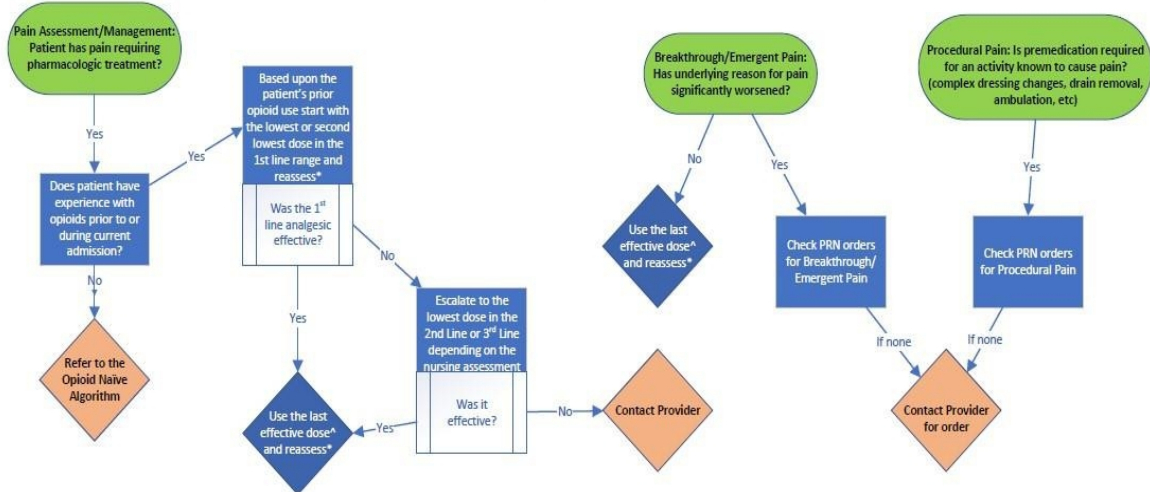 Pain Assessment/Management:
Patient has pain requiring
pharmacologic treatment?
Yes
Does patient have
experience with
opioids prior to or
during current
admission?
No
Refer to the
Opioid Naïve
Algorithm
Yes
Based upon the
patient's prior
opioid use start with
the lowest or second
lowest dose in the
1st line range and
reassess*
Was the 1st
line analgesic
effective?
Yes
Use the last
effective dose^
and reassess*
No
Escalate to the
lowest dose in the
2nd Line or 3rd Line
depending on the
nursing assessment
Was it
effective?
Yes
No
Contact Provider
Breakthrough/Emergent Pain:
Has underlying reason for pain
significantly worsened?
No
Use the last
effective dose^
and reassess*
Yes
Check PRN orders
for Breakthrough/
Emergent Pain
If none
Procedural Pain: Is premedication required
for an activity known to cause pain?
(complex dressing changes, drain removal,
ambulation, etc)
Yes
Check PRN orders
for Procedural Pain
If none
Contact Provider
for order